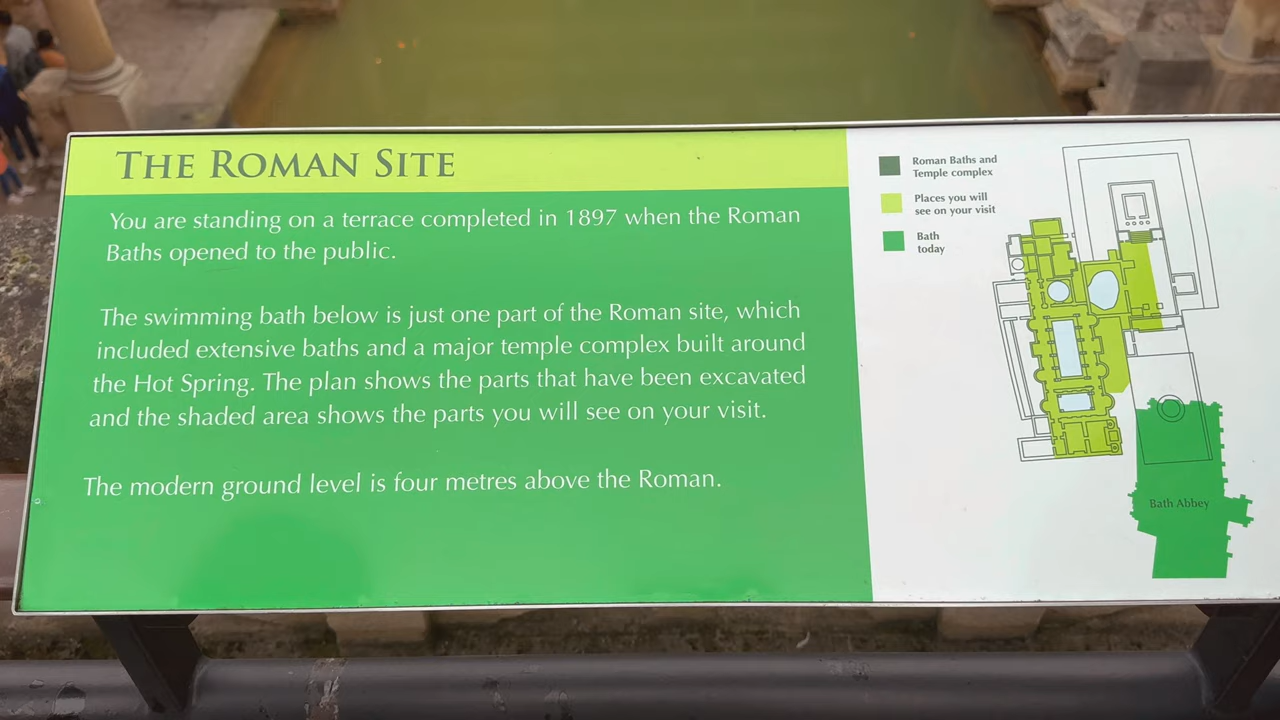 THE ROMAN SITE
You are standing on a terrace completed in 1897 when the Roman
Baths opened to the public.
The swimming bath below is just one part of the Roman site, which
included extensive baths and a major temple complex built around
the Hot Spring. The plan shows the parts that have been excavated
and the shaded area shows the parts you will see on your visit.
The modern ground level is four metres above the Roman.
Roman Baths and
Temple complex
Places you will
see on your visit
Bath
today
Bath Abbey